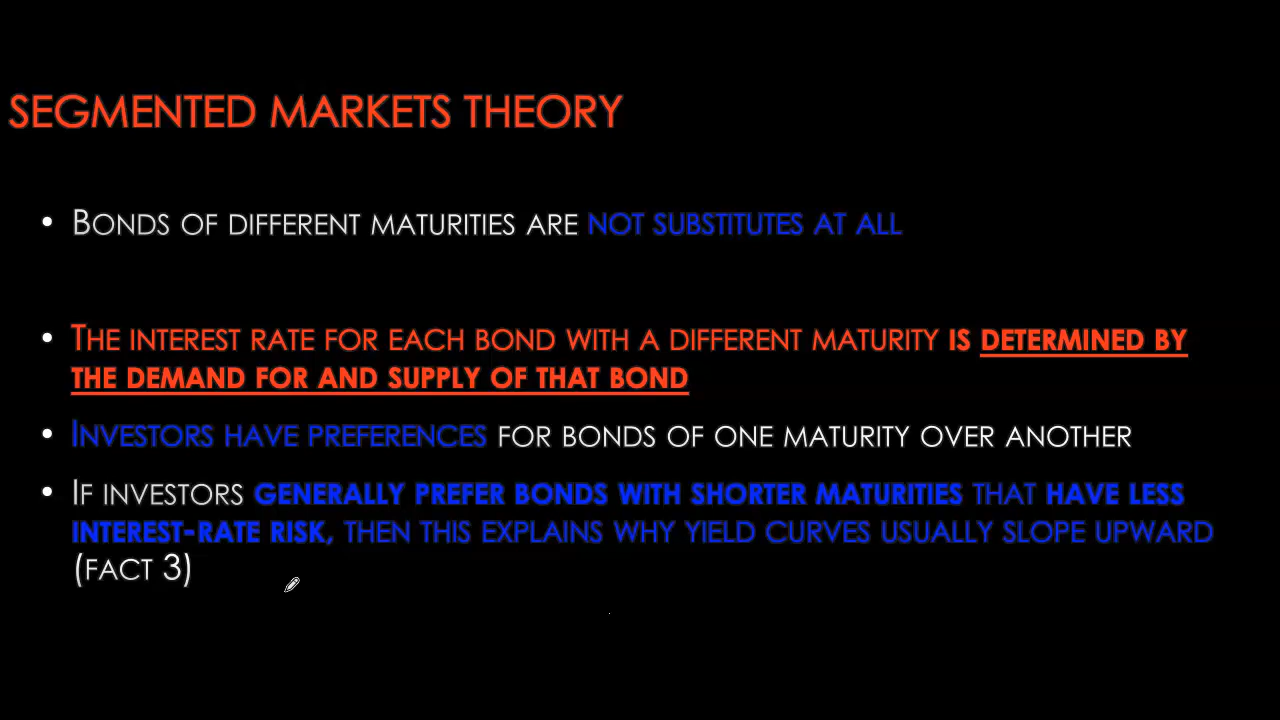 SEGMENTED MARKETS THEORY
• BONDS OF DIFFERENT MATURITIES ARE NOT SUBSTITUTES AT ALL
• THE INTEREST RATE FOR EACH BOND WITH A DIFFERENT MATURITY IS DETERMINED BY
THE DEMAND FOR AND SUPPLY OF THAT BOND
• INVESTORS HAVE PREFERENCES FOR BONDS OF ONE MATURITY OVER ANOTHER
• IF INVESTORS GENERALLY PREFER BONDS WITH SHORTER MATURITIES THAT HAVE LESS
INTEREST-RATE RISK, THEN THIS EXPLAINS WHY YIELD CURVES USUALLY SLOPE UPWARD
(FACT 3)